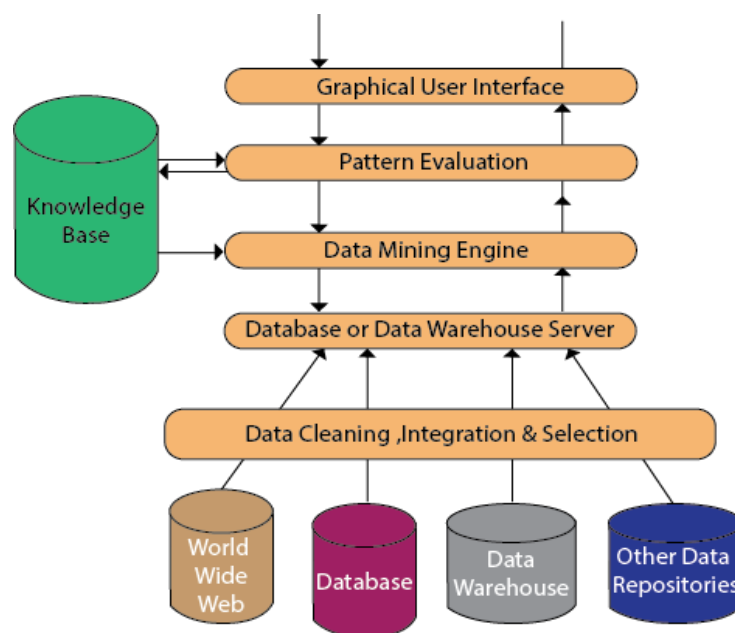 Graphical User Interface
Pattern Evaluation
Knowledge
Base
Data Mining Engine
Database or Data Warehouse Server
Data Cleaning ,Integration & Selection
World
Wide
Web
Database
Data
Warehouse
Other Data
Repositories